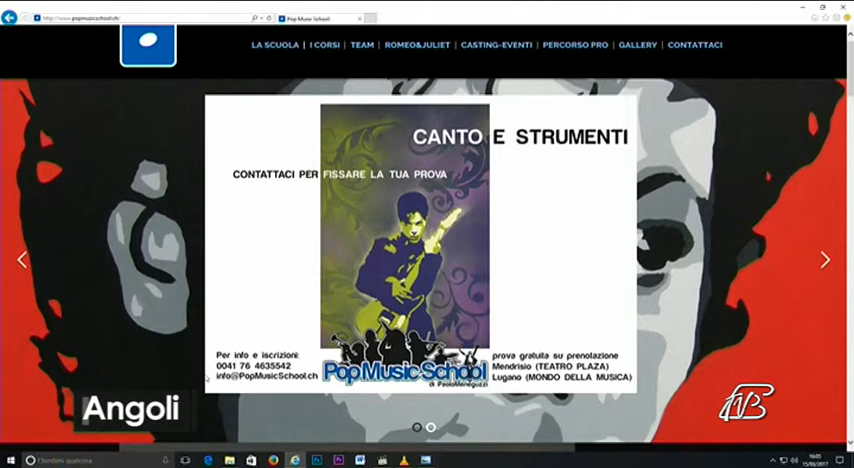 http://www.popmusicschool.ch/
Pop Music School
LA SCUOLA | I CORSI | TEAM | ROMEO&JULIET | CASTING-EVENTI | PERCORSO PRO | GALLERY | CONTATTACI
CANTO E STRUMENTI
CONTATTACI PER FISSARE LA TUA PROVA
Per info e iscrizioni:
0041 76 4635542
info@PopMusicSchool.ch
PopMusicSchool
di PaoloMeneguzzi
prova gratuita su prenotazione
Mendrisio (TEATRO PLAZA)
Lugano (MONDO DELLA MUSICA)
Angoli
Chiedimi qualcosa
16:05
15/03/2017